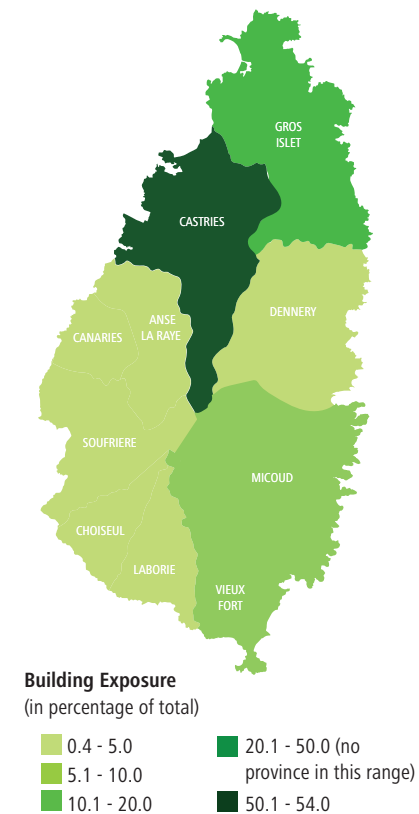 GROS
ISLET
CASTRIES
DENNERY
ANSE
LA RAYE
CANARIES
SOUFRIERE
MICOUD
CHOISEUL
LABORIE
VIEUX
FORT
Building Exposure
(in percentage of total)
0.4 - 5.0
5.1 - 10.0
10.1 - 20.0
20.1 - 50.0 (no
province in this range)
50.1 - 54.0